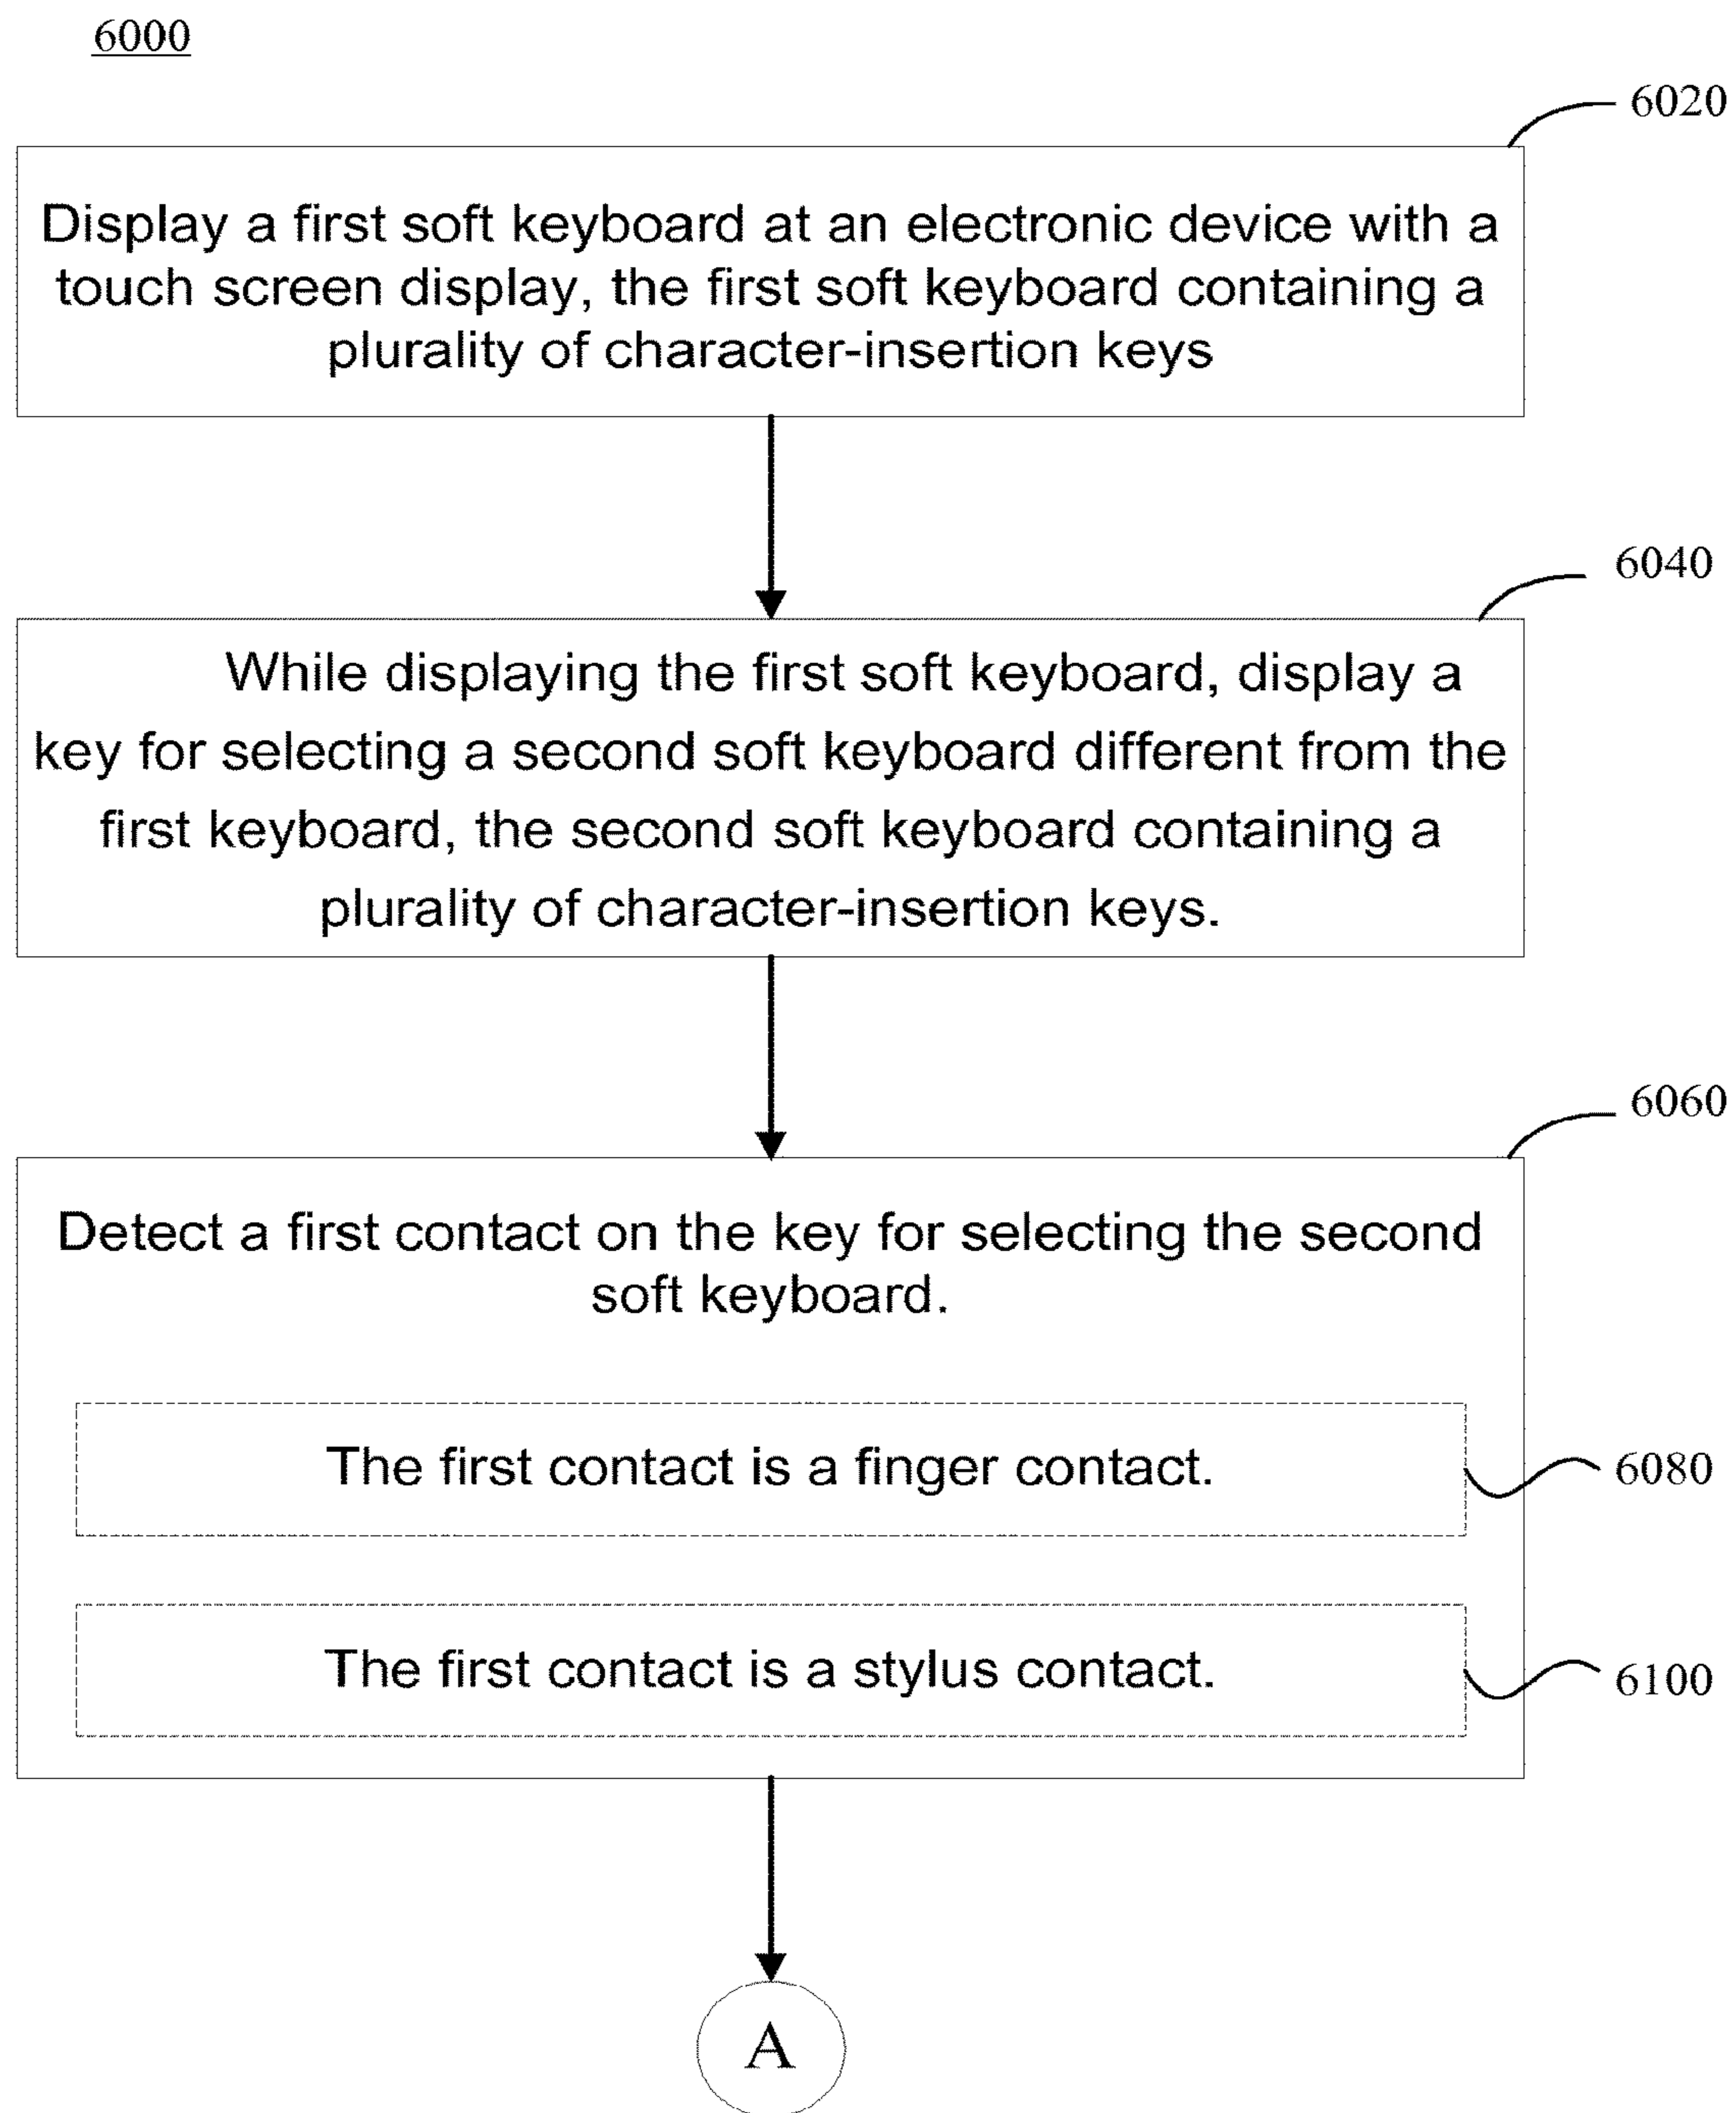 6000
6020
Display a first soft keyboard at an electronic device with a
touch screen display, the first soft keyboard containing a
plurality of character-insertion keys
6040
While displaying the first soft keyboard, display a
key for selecting a second soft keyboard different from the
first keyboard, the second soft keyboard containing a
plurality of character-insertion keys.
6060
Detect a first contact on the key for selecting the second
soft keyboard.
The first contact is a finger contact.
6080
The first contact is a stylus contact.
6100
A